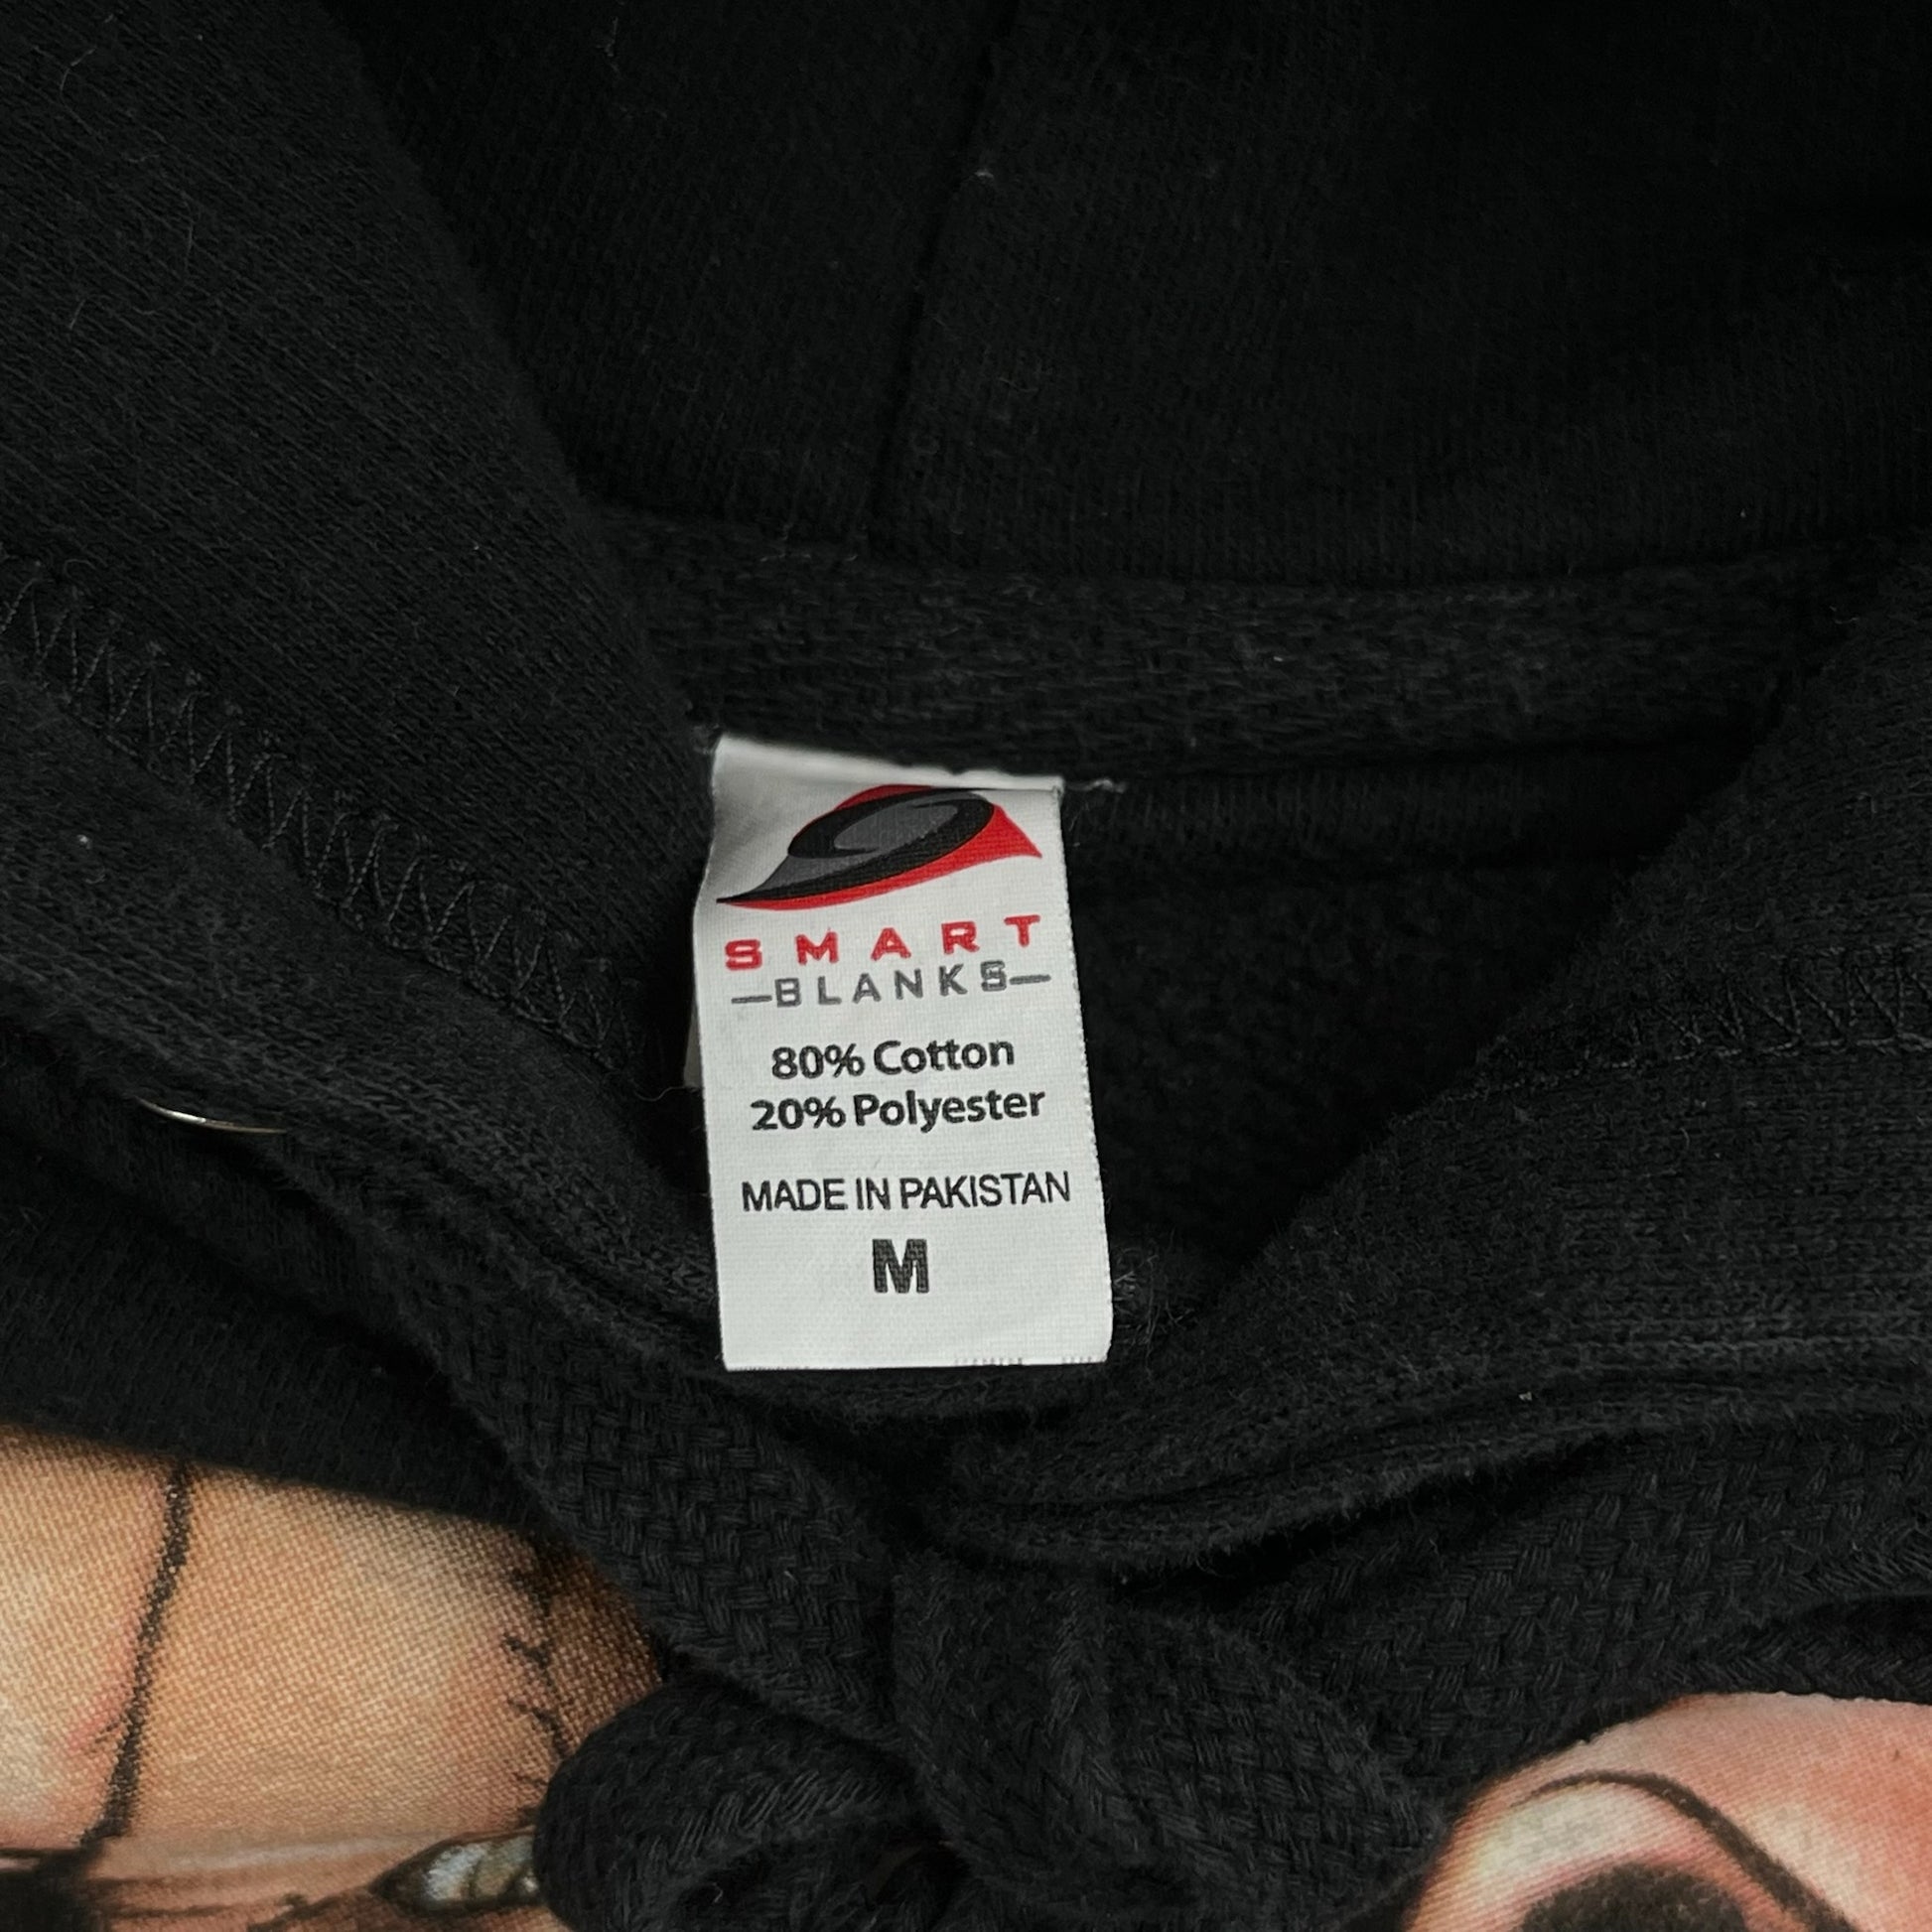 SMART
—BLANKS—
80% Cotton
20% Polyester
MADE IN PAKISTAN
M